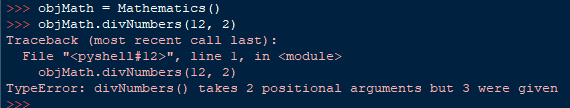 >>> objMath = Mathematics()
>>> objMath.divNumbers(12, 2)
Traceback (most recent call last):
  File "<pyshell#12>", line 1, in <module>
    objMath.divNumbers(12, 2)
TypeError: divNumbers() takes 2 positional arguments but 3 were given
>>>